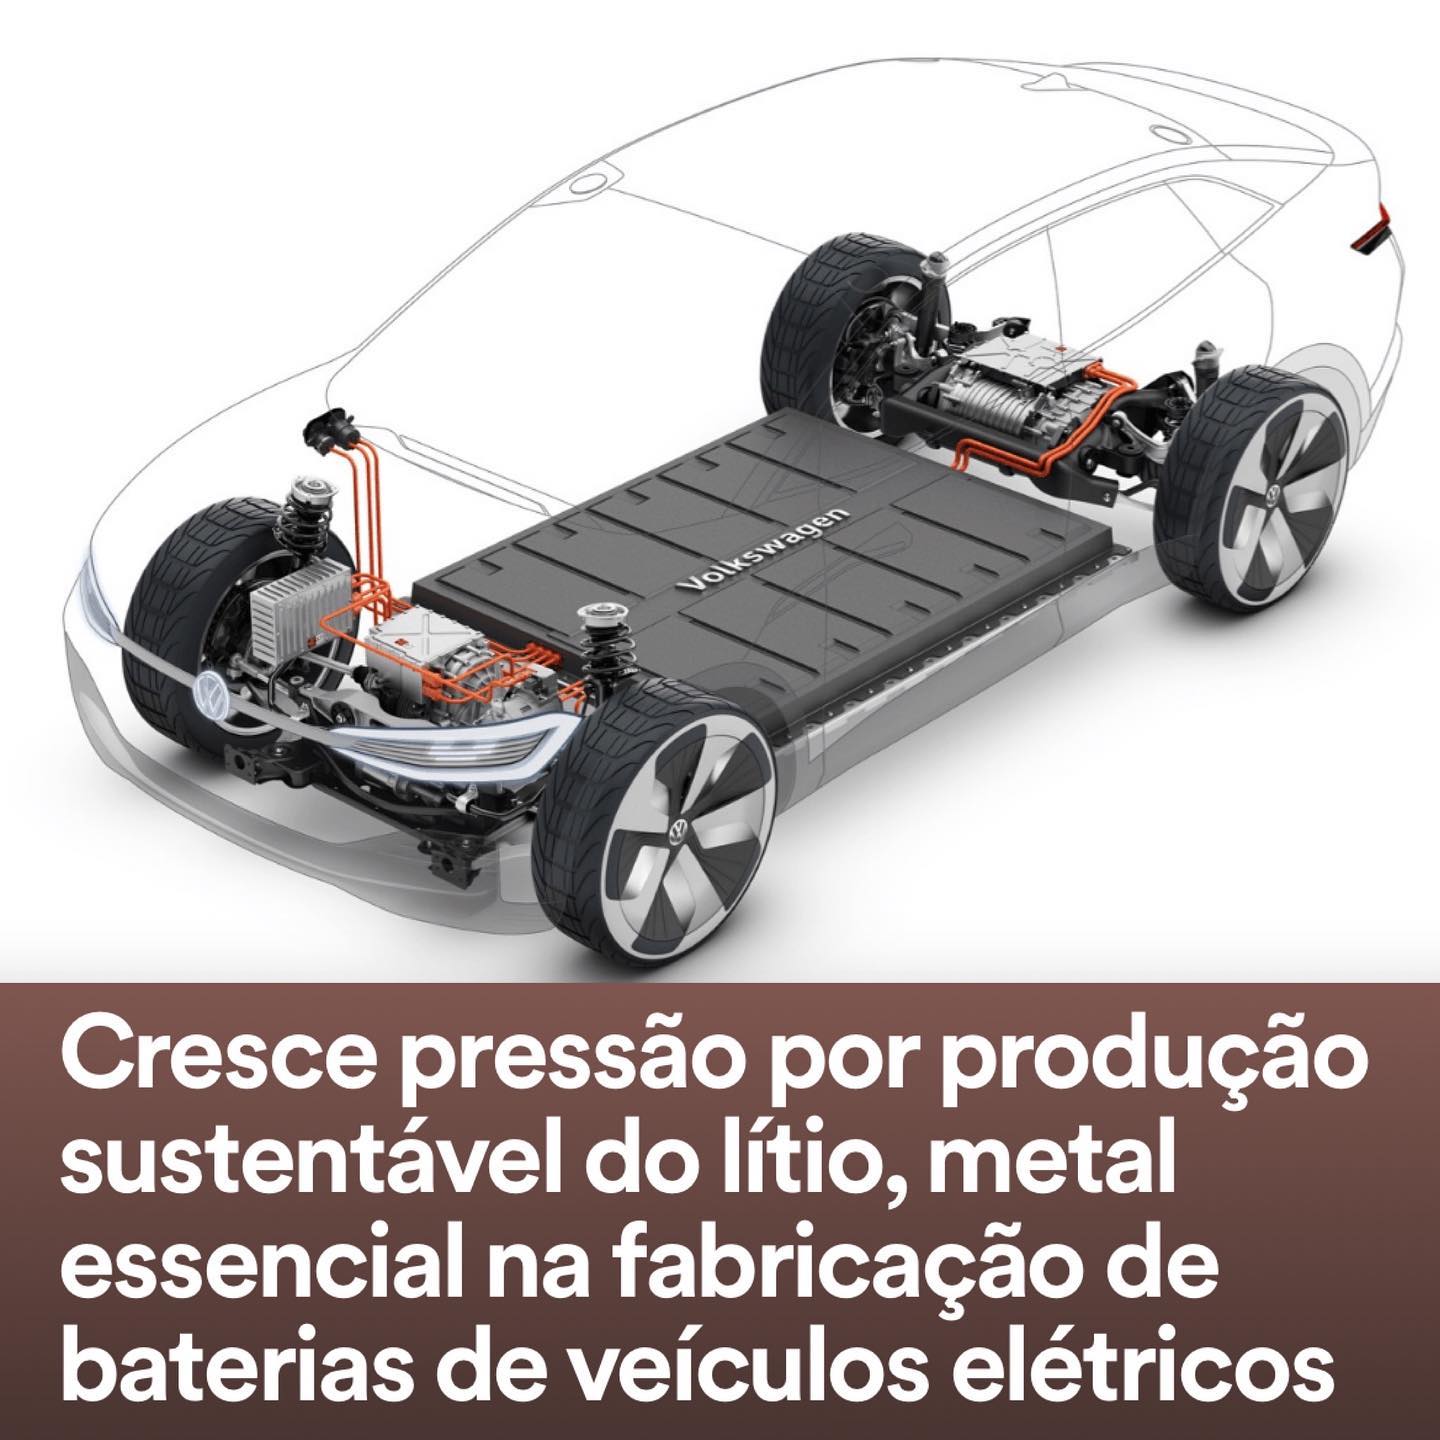 Volkswagen
Cresce pressão por produção
sustentável do lítio, metal
essencial na fabricação de
baterias de veículos elétricos